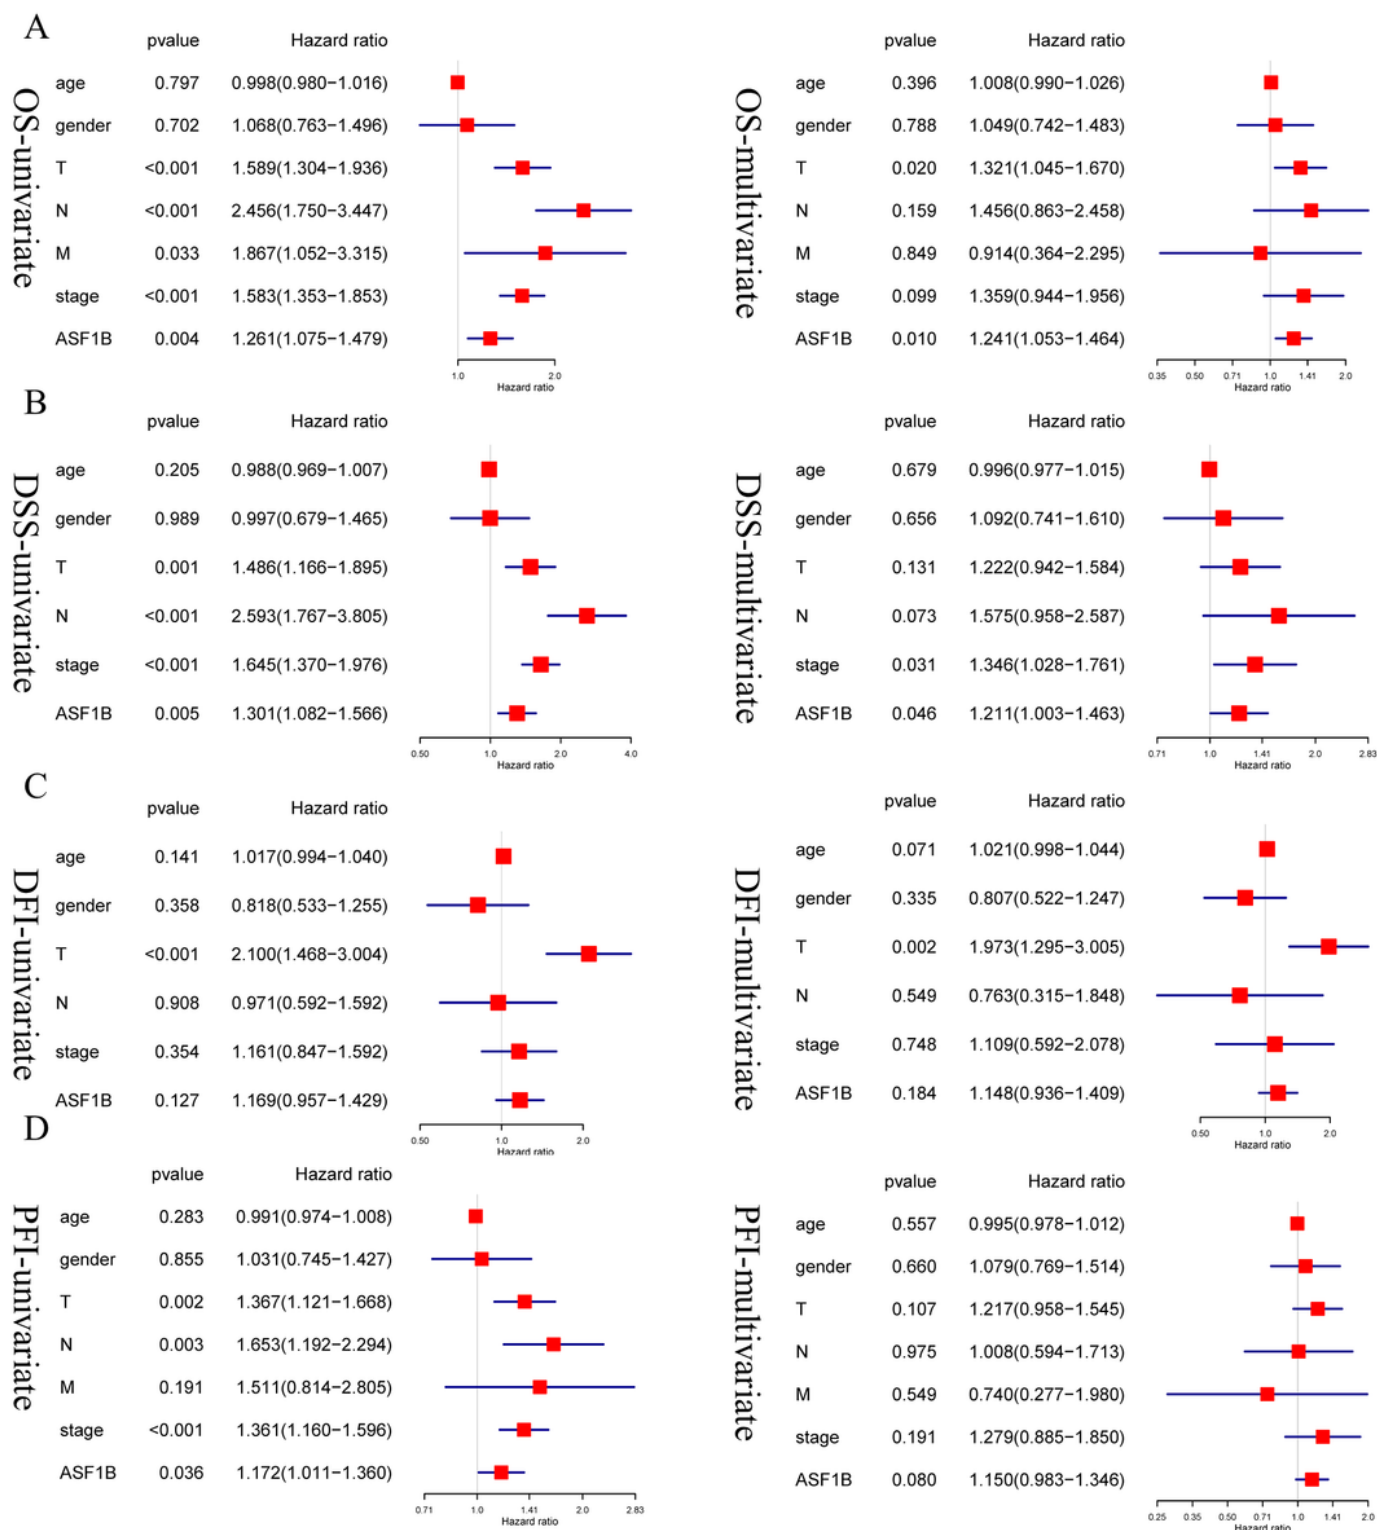 A
OS-univariate
pvalue Hazard ratio
age 0.797 0.998(0.980−1.016)
gender 0.702 1.068(0.763−1.496)
T <0.001 1.589(1.304−1.936)
N <0.001 2.456(1.750−3.447)
M 0.033 1.867(1.052−3.315)
stage <0.001 1.583(1.353−1.853)
ASF1B 0.004 1.261(1.075−1.479)
1.0 2.0
Hazard ratio
OS-multivariate
pvalue Hazard ratio
age 0.396 1.008(0.990−1.026)
gender 0.788 1.049(0.742−1.483)
T 0.020 1.321(1.045−1.670)
N 0.159 1.456(0.863−2.458)
M 0.849 0.914(0.364−2.295)
stage 0.099 1.359(0.944−1.956)
ASF1B 0.010 1.241(1.053−1.464)
0.35 0.50 0.71 1.0 1.41 2.0
Hazard ratio
B
DSS-univariate
pvalue Hazard ratio
age 0.205 0.988(0.969−1.007)
gender 0.989 0.997(0.679−1.465)
T 0.001 1.486(1.166−1.895)
N <0.001 2.593(1.767−3.805)
stage <0.001 1.645(1.370−1.976)
ASF1B 0.005 1.301(1.082−1.566)
0.50 1.0 2.0 4.0
Hazard ratio
DSS-multivariate
pvalue Hazard ratio
age 0.679 0.996(0.977−1.015)
gender 0.656 1.092(0.741−1.610)
T 0.131 1.222(0.942−1.584)
N 0.073 1.575(0.958−2.587)
stage 0.031 1.346(1.028−1.761)
ASF1B 0.046 1.211(1.003−1.463)
0.71 1.0 1.41 2.0 2.83
Hazard ratio
C
DFI-univariate
pvalue Hazard ratio
age 0.141 1.017(0.994−1.040)
gender 0.358 0.818(0.533−1.255)
T <0.001 2.100(1.468−3.004)
N 0.908 0.971(0.592−1.592)
stage 0.354 1.161(0.847−1.592)
ASF1B 0.127 1.169(0.957−1.429)
0.50 1.0 2.0
Hazard ratio
DFI-multivariate
pvalue Hazard ratio
age 0.071 1.021(0.998−1.044)
gender 0.335 0.807(0.522−1.247)
T 0.002 1.973(1.295−3.005)
N 0.549 0.763(0.315−1.848)
stage 0.748 1.109(0.592−2.078)
ASF1B 0.184 1.148(0.936−1.409)
0.50 1.0 2.0
Hazard ratio
D
PFI-univariate
pvalue Hazard ratio
age 0.283 0.991(0.974−1.008)
gender 0.855 1.031(0.745−1.427)
T 0.002 1.367(1.121−1.668)
N 0.003 1.653(1.192−2.294)
M 0.191 1.511(0.814−2.805)
stage <0.001 1.361(1.160−1.596)
ASF1B 0.036 1.172(1.011−1.360)
0.71 1.0 1.41 2.0 2.83
Hazard ratio
PFI-multivariate
pvalue Hazard ratio
age 0.557 0.995(0.978−1.012)
gender 0.660 1.079(0.769−1.514)
T 0.107 1.217(0.958−1.545)
N 0.975 1.008(0.594−1.713)
M 0.549 0.740(0.277−1.980)
stage 0.191 1.279(0.885−1.850)
ASF1B 0.080 1.150(0.983−1.346)
0.25 0.35 0.50 0.71 1.0 1.41 2.0
Hazard ratio